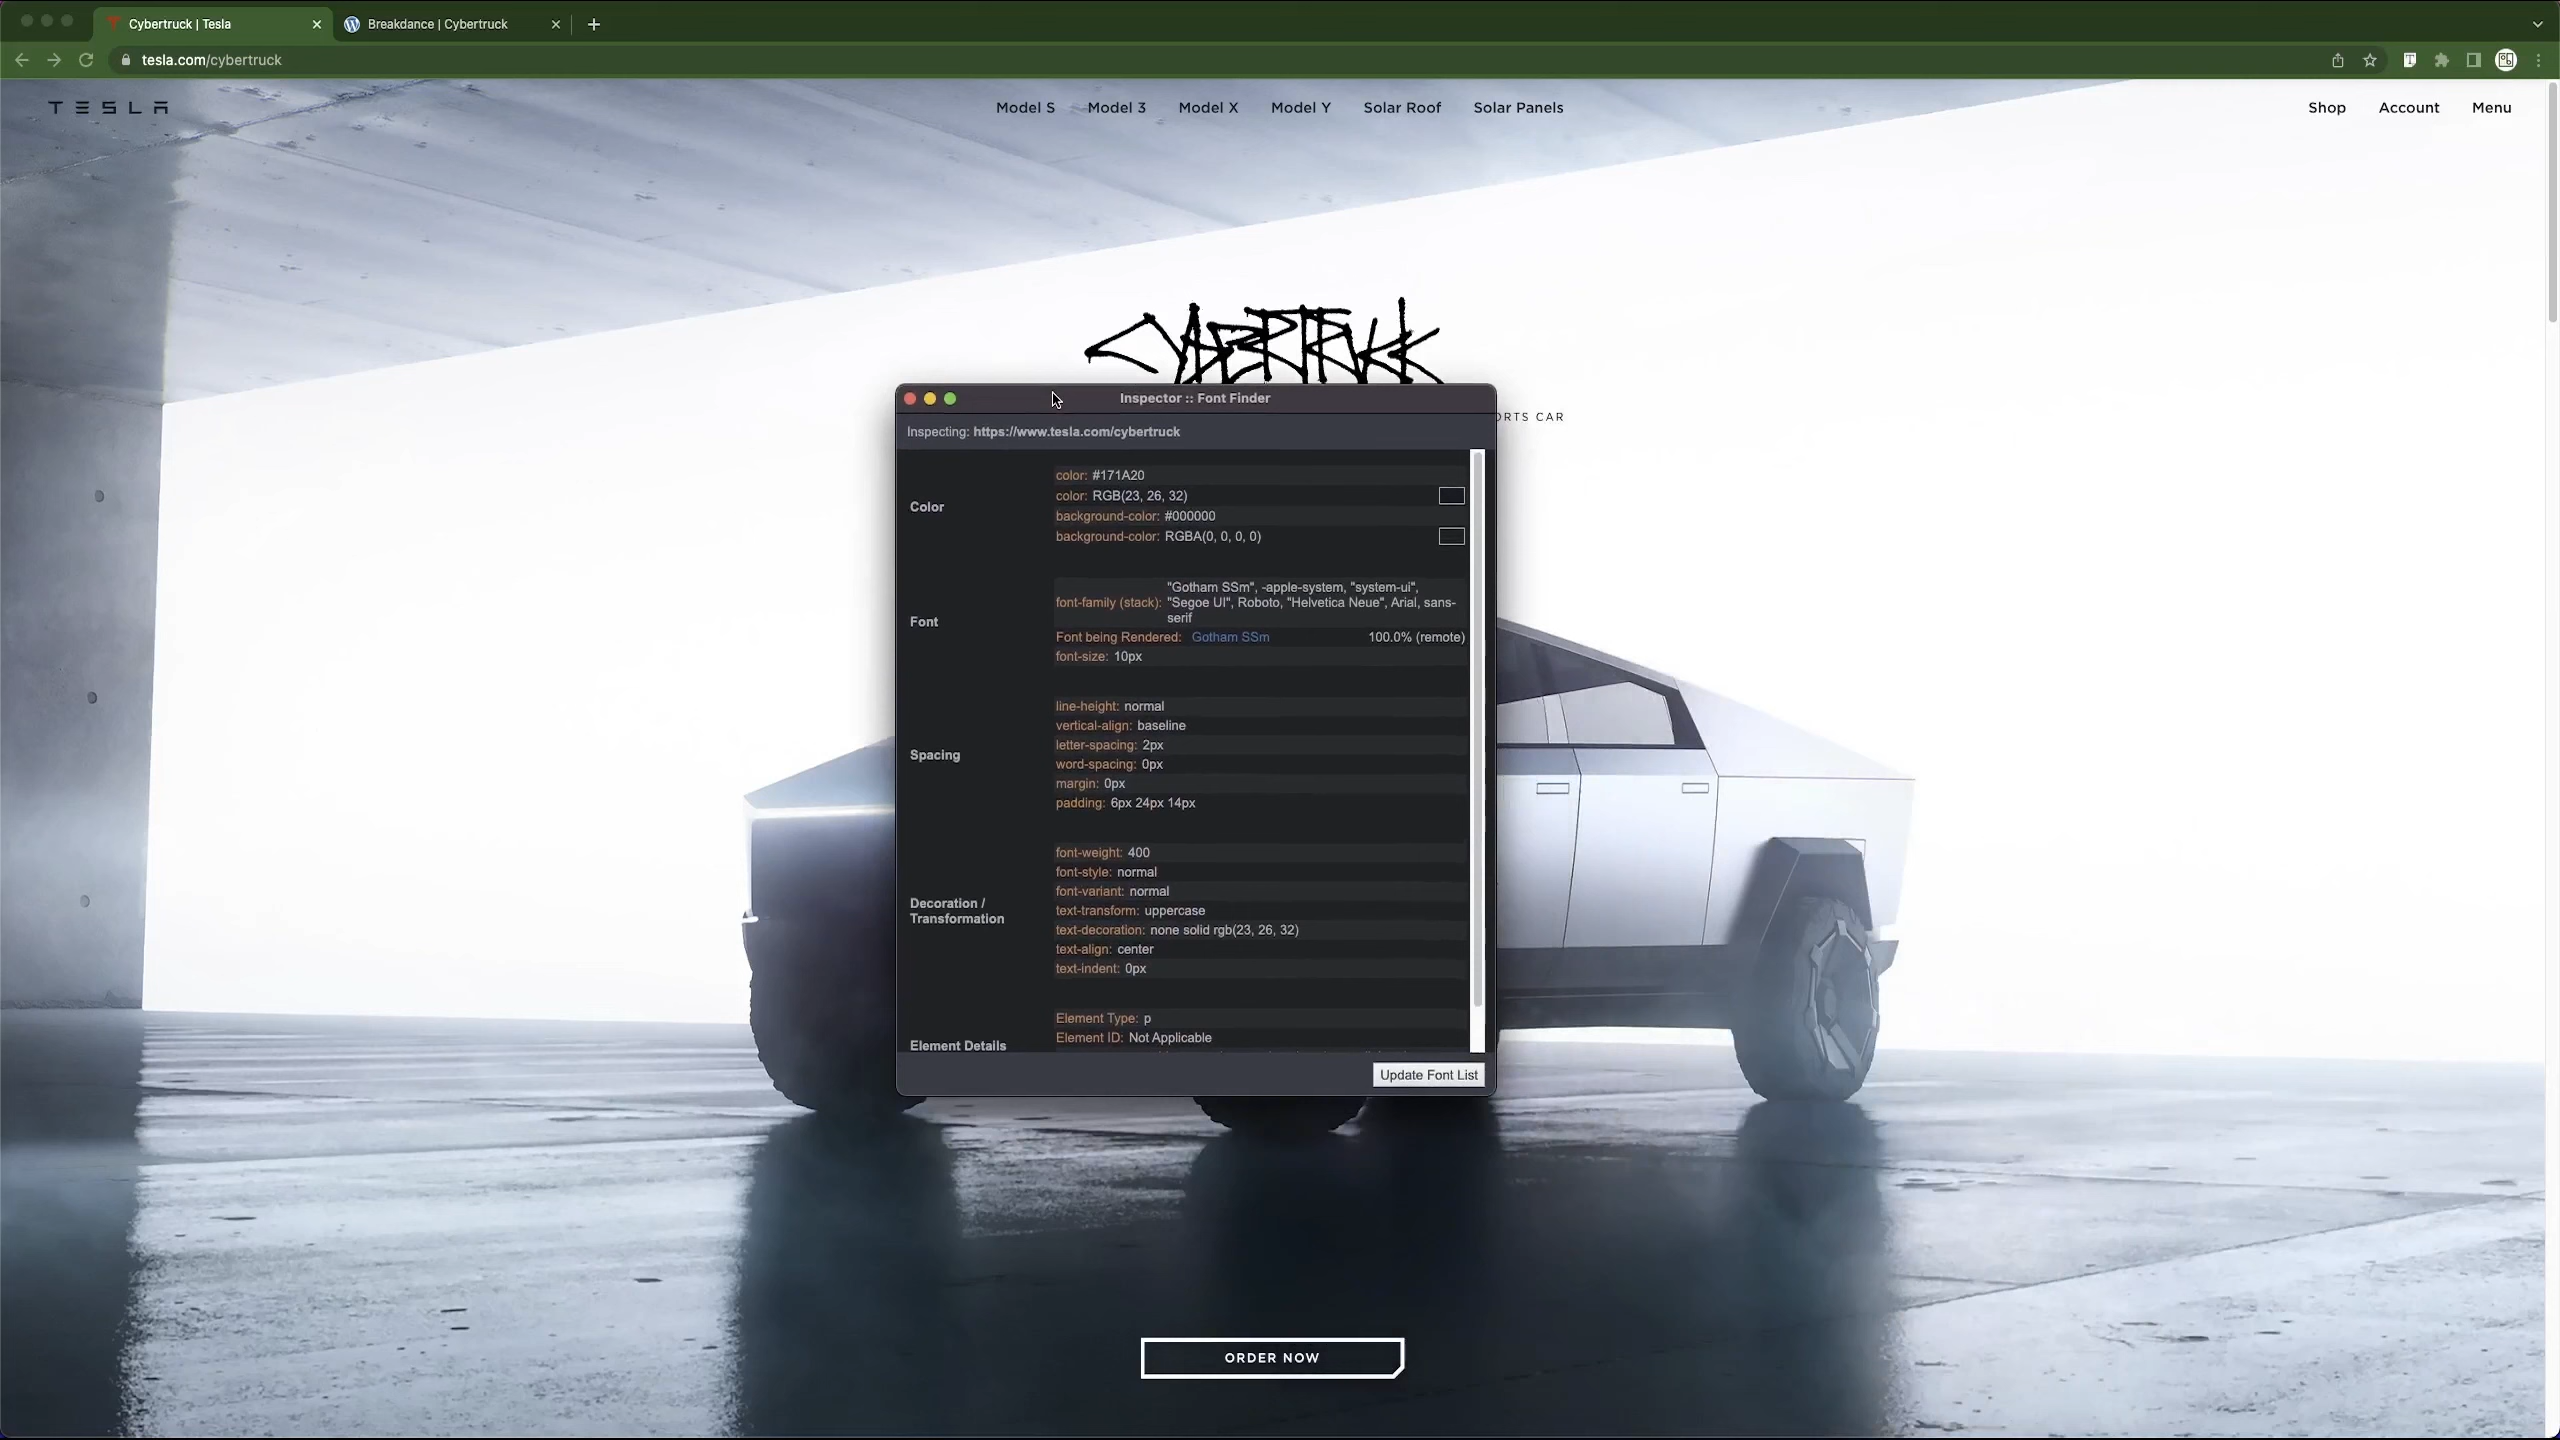 Cybertruck | Tesla
Breakdance | Cybertruck
tesla.com/cybertruck
TESLA
Model S Model 3 Model X Model Y Solar Roof Solar Panels
Shop Account Menu
CYBERTRUCK
Inspector :: Font Finder
ORTS CAR
Inspecting: https://www.tesla.com/cybertruck
Color
color: #171A20
color: RGB(23, 26, 32)
background-color: #000000
background-color: RGBA(0, 0, 0, 0)
Font
font-family (stack): "Gotham SSm", -apple-system, "system-ui",
"Segoe UI", Roboto, "Helvetica Neue", Arial, sans-
serif
Font being Rendered: Gotham SSm 100.0% (remote)
font-size: 10px
Spacing
line-height: normal
vertical-align: baseline
letter-spacing: 2px
word-spacing: 0px
margin: 0px
padding: 6px 24px 14px
Decoration /
Transformation
font-weight: 400
font-style: normal
font-variant: normal
text-transform: uppercase
text-decoration: none solid rgb(23, 26, 32)
text-align: center
text-indent: 0px
Element Details
Element Type: p
Element ID: Not Applicable
Update Font List
ORDER NOW